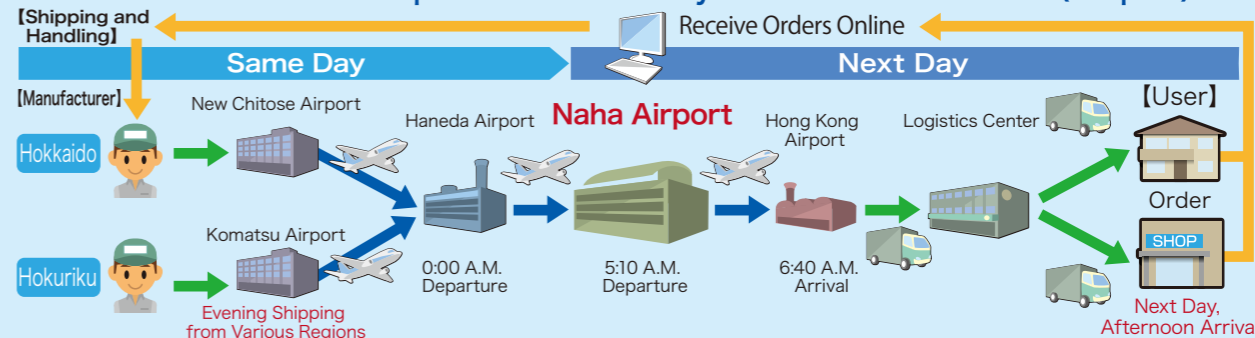 【Shipping and
Handling】
Receive Orders Online
Same Day
Next Day
[Manufacturer]
Hokkaido
New Chitose Airport
Haneda Airport
Naha Airport
Hong Kong
Airport
Logistics Center
【User】
Order
SHOP
Hokuriku
Komatsu Airport
Evening Shipping
from Various Regions
0:00 A.M.
Departure
5:10 A.M.
Departure
6:40 A.M.
Arrival
Next Day,
Afternoon Arrival